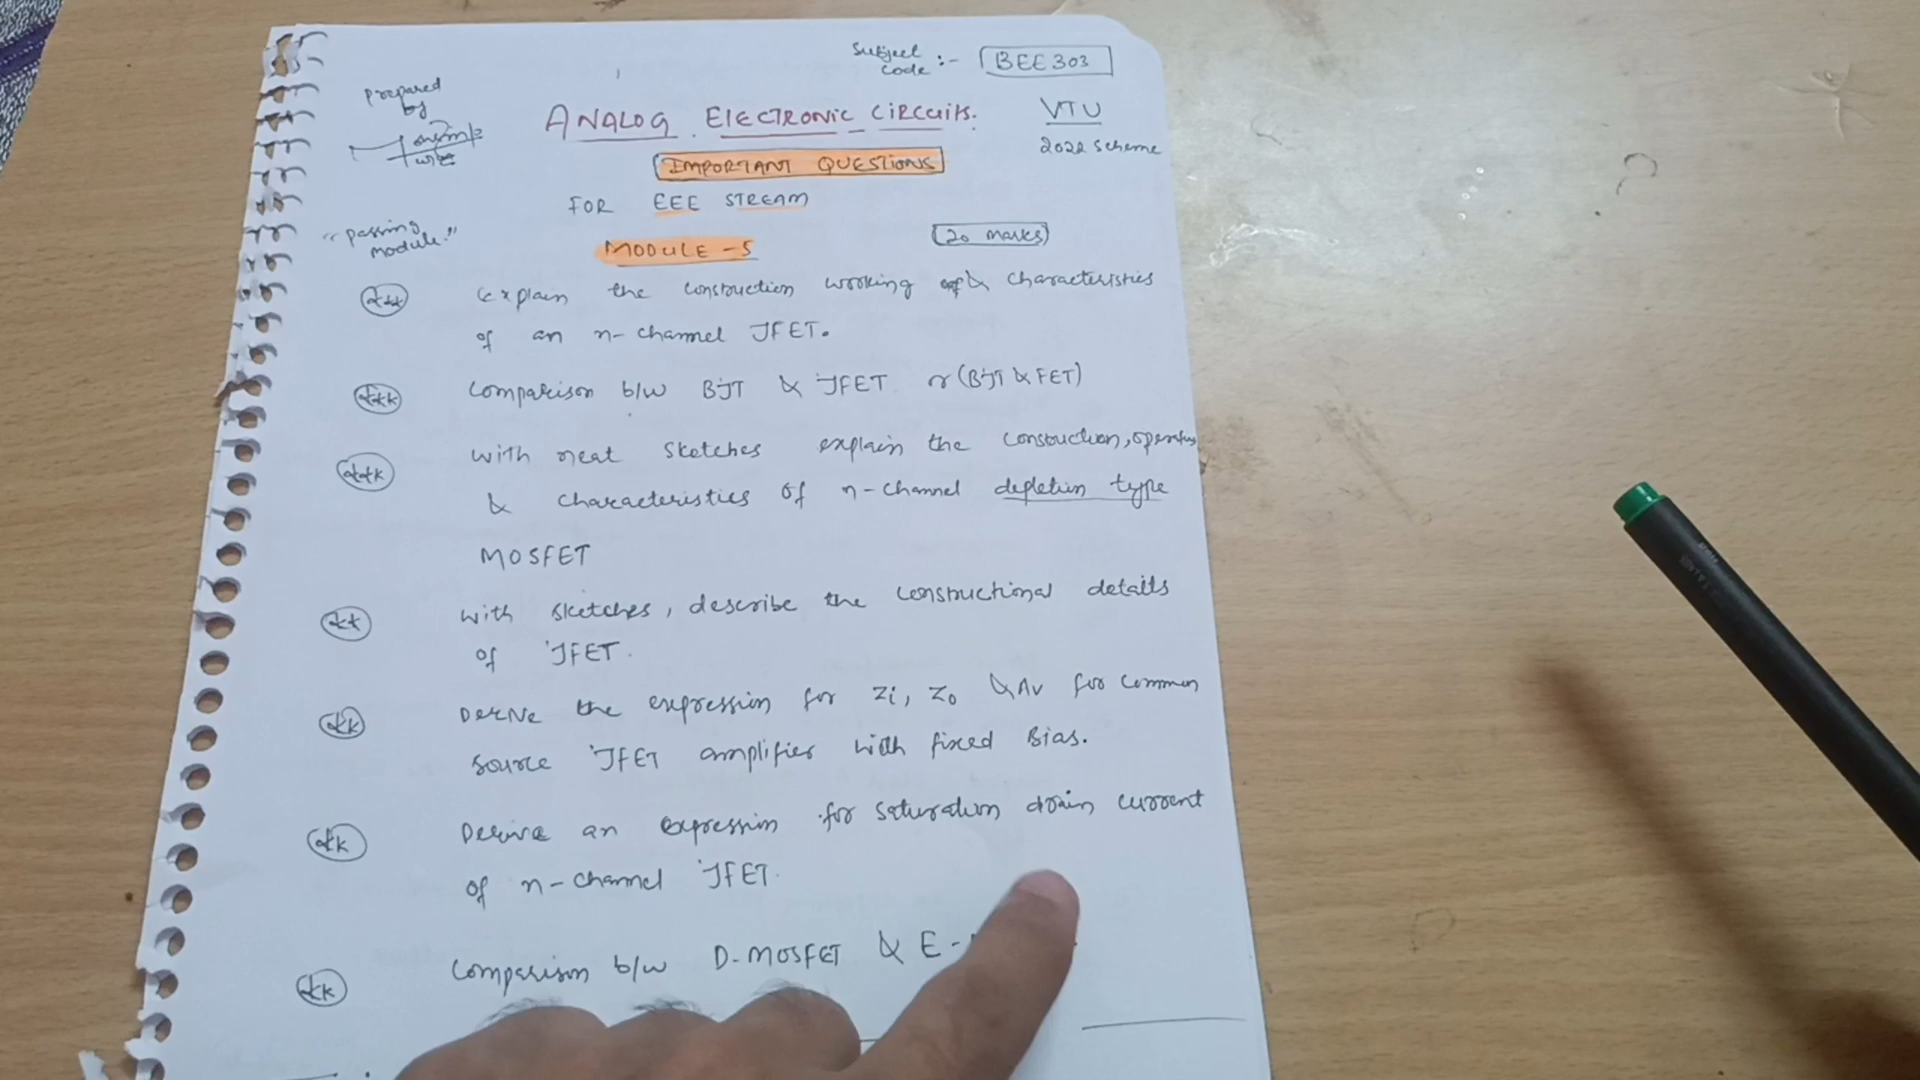 Subject
code :- BEE303
Prepared
by
ANALOG ELECTRONIC CIRCUITS.
VTU
2022 scheme
IMPORTANT QUESTIONS
FOR EEE STREAM
"passing
module."
MODULE - 5
20 marks
Explain the construction working & characteristics
of an n-channel JFET.
Comparison b/w BJT & JFET or (BJT & FET)
With neat sketches explain the construction,
& characteristics of n-channel depletion type
MOSFET
with sketches, describe the constructional details
of JFET.
Derive the expression for Zi, Zo & Av for common
source JFET amplifier with fixed Bias.
Derive an expression for saturation drain current
of n-channel JFET.
Comparison b/w D-MOSFET & E-